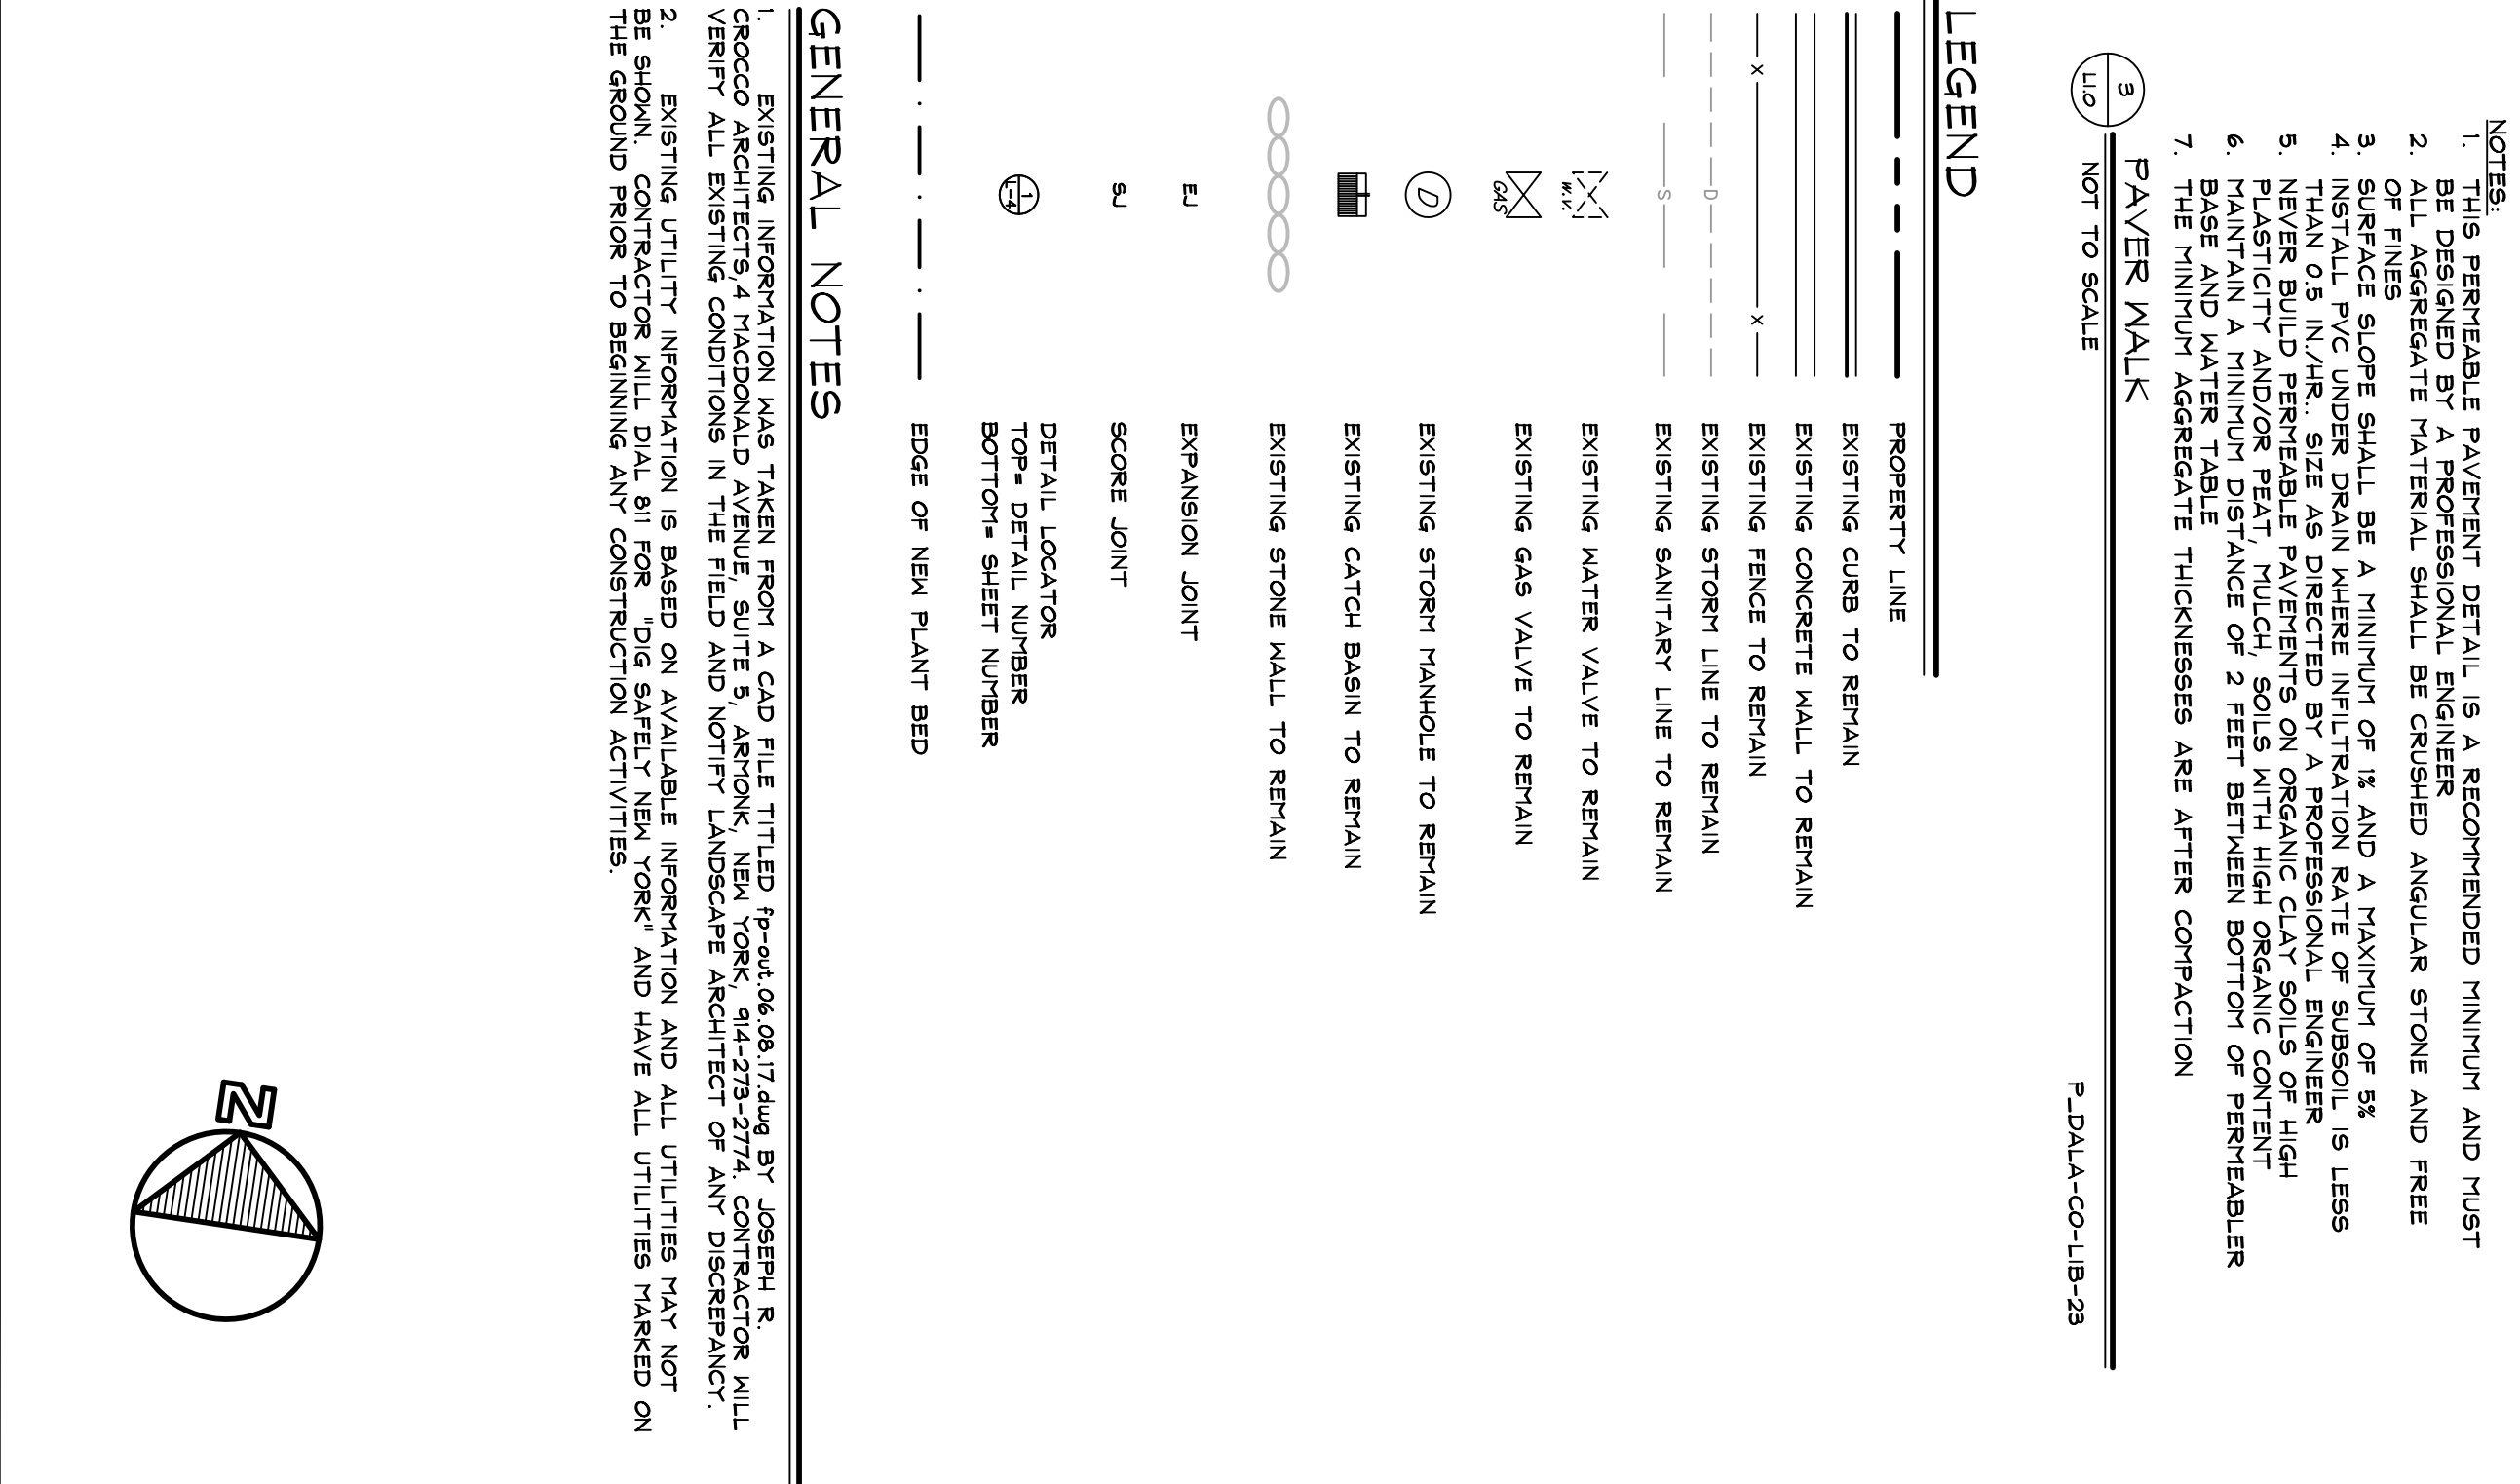 NOTES:
1. THIS PERMEABLE PAVEMENT DETAIL IS A RECOMMENDED MINIMUM AND MUST
BE DESIGNED BY A PROFESSIONAL ENGINEER
2. ALL AGGREGATE MATERIAL SHALL BE CRUSHED ANGULAR STONE AND FREE
OF FINES
3. SURFACE SLOPE SHALL BE A MINIMUM OF 1% AND A MAXIMUM OF 5%
4. INSTALL PVC UNDER DRAIN WHERE INFILTRATION RATE OF SUBSOIL IS LESS
THAN 0.5 IN./HR.. SIZE AS DIRECTED BY A PROFESSIONAL ENGINEER
5. NEVER BUILD PERMEABLE PAVEMENTS ON ORGANIC CLAY SOILS OF HIGH
PLASTICITY AND/OR PEAT, MULCH, SOILS WITH HIGH ORGANIC CONTENT
6. MAINTAIN A MINIMUM DISTANCE OF 2 FEET BETWEEN BOTTOM OF PERMEABLER
BASE AND WATER TABLE
7. THE MINIMUM AGGREGATE THICKNESSES ARE AFTER COMPACTION
3
L1.0
PAVER WALK
NOT TO SCALE
P_DALA-CO-LIB-23
LEGEND
PROPERTY LINE
EXISTING CURB TO REMAIN
EXISTING CONCRETE WALL TO REMAIN
X X EXISTING FENCE TO REMAIN
D EXISTING STORM LINE TO REMAIN
S EXISTING SANITARY LINE TO REMAIN
W.V. EXISTING WATER VALVE TO REMAIN
GAS EXISTING GAS VALVE TO REMAIN
D EXISTING STORM MANHOLE TO REMAIN
EXISTING CATCH BASIN TO REMAIN
EXISTING STONE WALL TO REMAIN
EJ EXPANSION JOINT
SJ SCORE JOINT
DETAIL LOCATOR
1 TOP= DETAIL NUMBER
L-4 BOTTOM= SHEET NUMBER
EDGE OF NEW PLANT BED
GENERAL NOTES
1. EXISTING INFORMATION WAS TAKEN FROM A CAD FILE TITLED fp-out.06.08.17.dwg BY JOSEPH R.
CROCCO ARCHITECTS,4 MACDONALD AVENUE, SUITE 5, ARMONK, NEW YORK, 914-273-2774. CONTRACTOR WILL
VERIFY ALL EXISTING CONDITIONS IN THE FIELD AND NOTIFY LANDSCAPE ARCHITECT OF ANY DISCREPANCY.
2. EXISTING UTILITY INFORMATION IS BASED ON AVAILABLE INFORMATION AND ALL UTILITIES MAY NOT
BE SHOWN. CONTRACTOR WILL DIAL 811 FOR "DIG SAFELY NEW YORK" AND HAVE ALL UTILITIES MARKED ON
THE GROUND PRIOR TO BEGINNING ANY CONSTRUCTION ACTIVITIES.
N